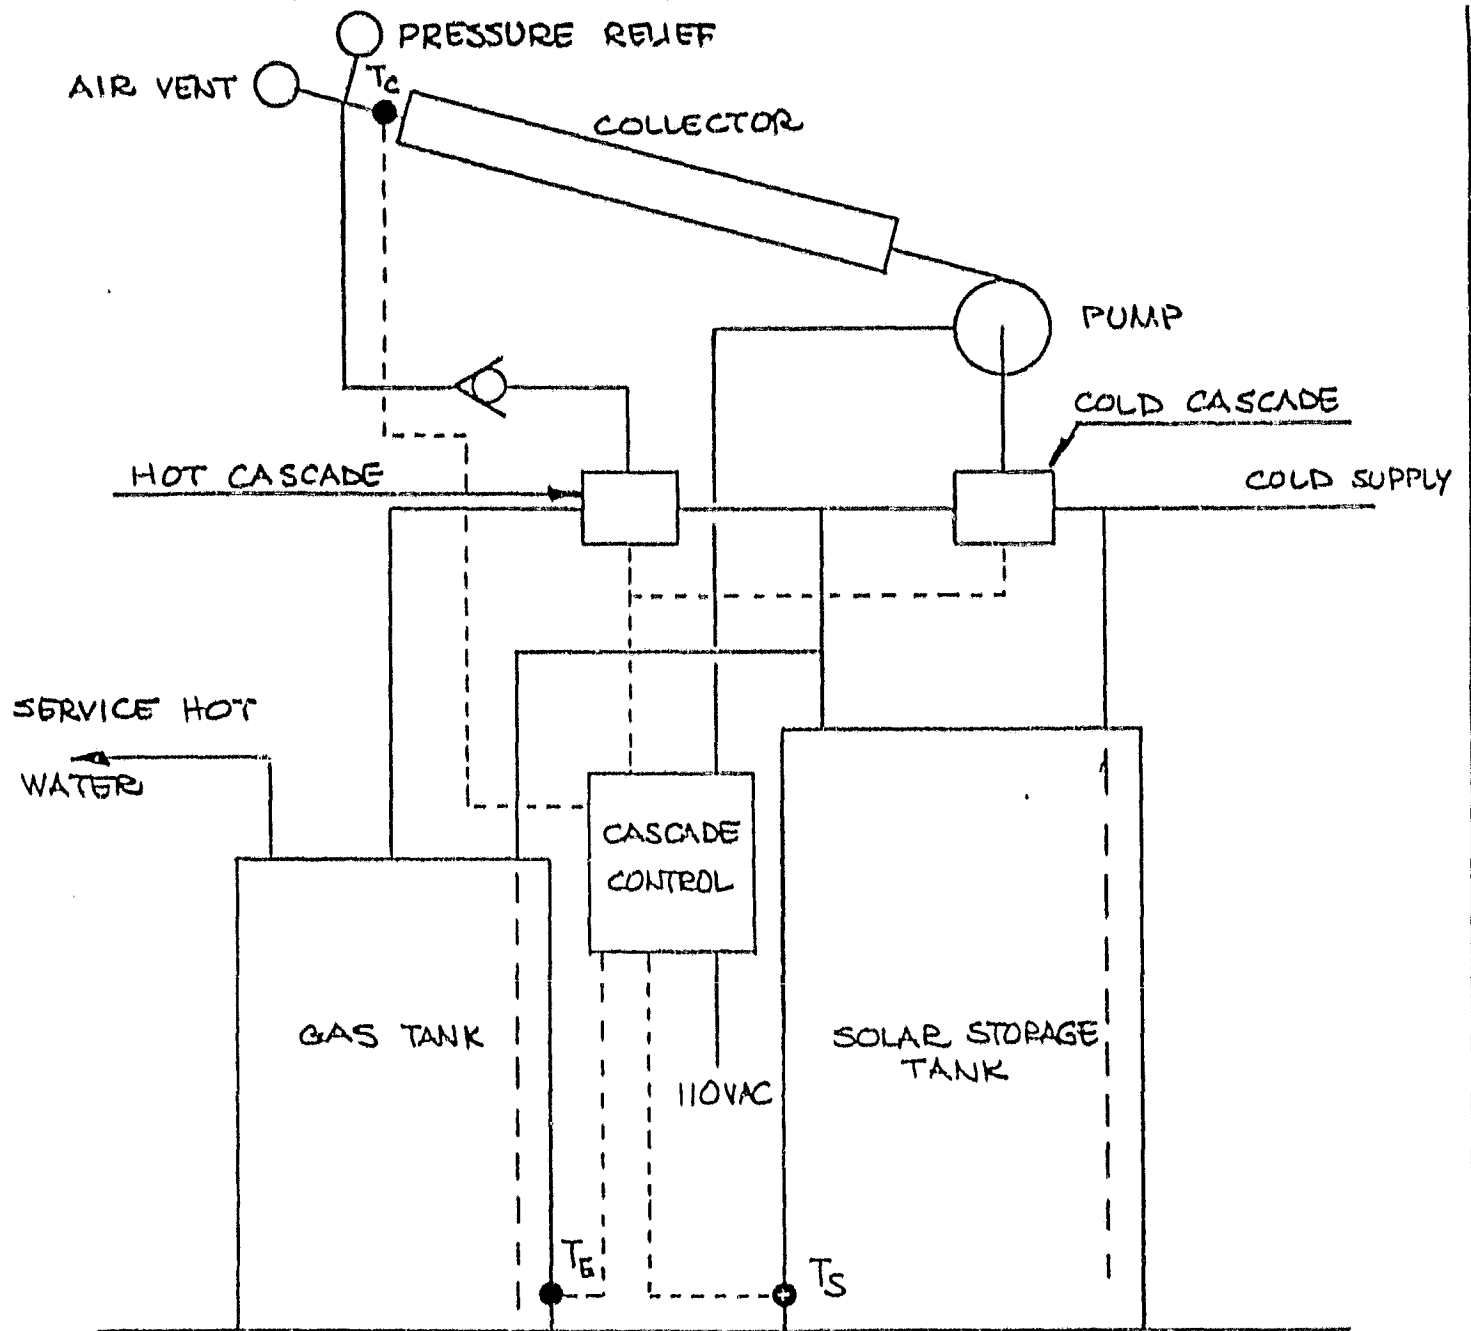 PRESSURE RELIEF
AIR VENT
TC
COLLECTOR
PUMP
COLD CASCADE
HOT CASCADE
COLD SUPPLY
SERVICE HOT
WATER
CASCADE
CONTROL
GAS TANK
SOLAR STORAGE
TANK
110VAC
TG
TS